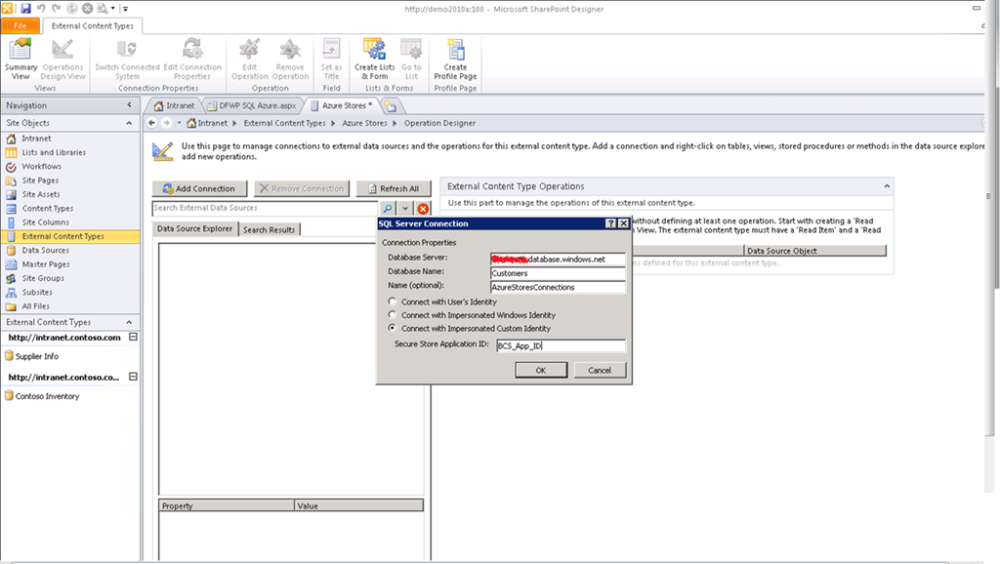 http://demo2010a:100 - Microsoft SharePoint Designer
File
External Content Types
Summary View
Operations Design View
Switch Connected System
Edit Connection Properties
Edit Operation
Remove Operation
Set as Title
Create Lists & Form
Go to List
Create Profile Page
Views
Connection Properties
Operation
Field
Lists & Forms
Profile Page
Navigation
Intranet
DFWP SQL Azure.aspx
Azure Stores *
Site Objects
Intranet
Lists and Libraries
Workflows
Site Pages
Site Assets
Content Types
Site Columns
External Content Types
Data Sources
Master Pages
Site Groups
Subsites
All Files
External Content Types
http://intranet.contoso.com
Supplier Info
http://intranet.contoso.co...
Contoso Inventory
Intranet
External Content Types
Azure Stores
Operation Designer
Use this page to manage connections to external data sources and the operations for this external content type. Add a connection and right-click on tables, views, stored procedures or methods in the data source explore
add new operations.
Add Connection
Remove Connection
Refresh All
Search External Data Sources
Data Source Explorer
Search Results
Property
Value
External Content Type Operations
Use this part to manage the operations of this external content type.
without defining at least one operation. Start with creating a 'Read
View. The external content type must have a 'Read Item' and a 'Read
Data Source Object
ns defined for this external content type.
SQL Server Connection
Connection Properties
Database Server:
.database.windows.net
Database Name:
Customers
Name (optional):
AzureStoresConnections
Connect with User's Identity
Connect with Impersonated Windows Identity
Connect with Impersonated Custom Identity
Secure Store Application ID:
BCS_App_ID
OK
Cancel